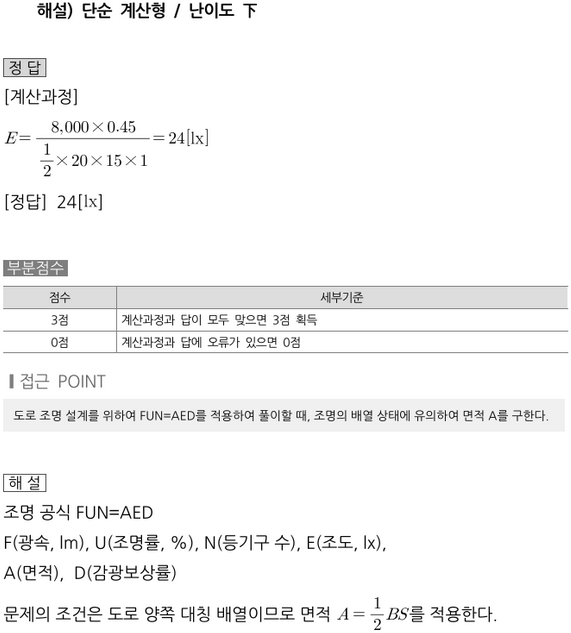 해설) 단순 계산형 / 난이도 下
정 답
[계산과정]
E = \frac{8,000 × 0.45}{\frac{1}{2} × 20 × 15 × 1} = 24[lx]
[정답] 24[lx]
부분점수
점수 세부기준
3점 계산과정과 답이 모두 맞으면 3점 획득
0점 계산과정과 답에 오류가 있으면 0점
접근 POINT
도로 조명 설계를 위하여 FUN=AED를 적용하여 풀이할 때, 조명의 배열 상태에 유의하여 면적 A를 구한다.
해 설
조명 공식 FUN=AED
F(광속, lm), U(조명률, %), N(등기구 수), E(조도, lx),
A(면적), D(감광보상률)
문제의 조건은 도로 양쪽 대칭 배열이므로 면적 A = \frac{1}{2} BS를 적용한다.